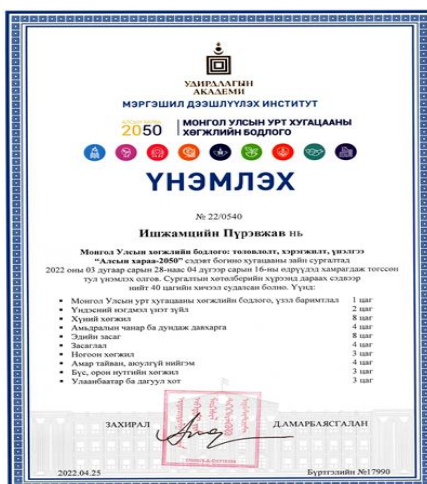 УДИРДЛАГЫН
АКАДЕМИ
МЭРГЭШИЛ ДЭЭШЛҮҮЛЭХ ИНСТИТУТ
АЛСЫН ХАРАА
2050
МОНГОЛ УЛСЫН УРТ ХУГАЦААНЫ
ХӨГЖЛИЙН БОДЛОГО
ҮНЭМЛЭХ
№ 22/0540
Ишжамцийн Пүрэвжав нь
Монгол Улсын хөгжлийн бодлого: төлөвлөлт, хэрэгжилт, үнэлгээ
"Алсын хараа-2050" сэдэвт богино хугацааны зайн сургалтад
2022 оны 03 дугаар сарын 28-наас 04 дүгээр сарын 16-ны өдрүүдэд хамрагдаж төгссөн
тул үнэмлэх олгов. Сургалтын хөтөлбөрийн хүрээнд дараах сэдвээр
нийт 40 цагийн хичээл судалсан болно. Үүнд:
Монгол Улсын урт хугацааны хөгжлийн бодлого, үзэл баримтлал 1 цаг
Үндэсний нэгдмэл үнэт зүйл 2 цаг
Хүний хөгжил 8 цаг
Амьдралын чанар ба дундаж давхарга 4 цаг
Эдийн засаг 8 цаг
Засаглал 4 цаг
Ногоон хөгжил 3 цаг
Амар тайван, аюулгүй нийгэм 4 цаг
Бүс, орон нутгийн хөгжил 3 цаг
Улаанбаатар ба дагуул хот 3 цаг
ЗАХИРАЛ Д.АМАРБАЯСГАЛАН
2022.04.25 Бүртгэлийн №17990